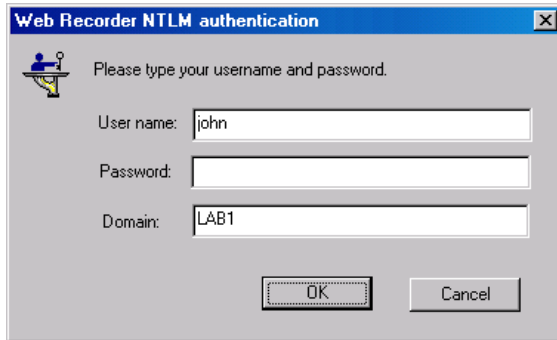 Web Recorder NTLM authentication
Please type your username and password.
User name: john
Password:
Domain: LAB1
OK Cancel